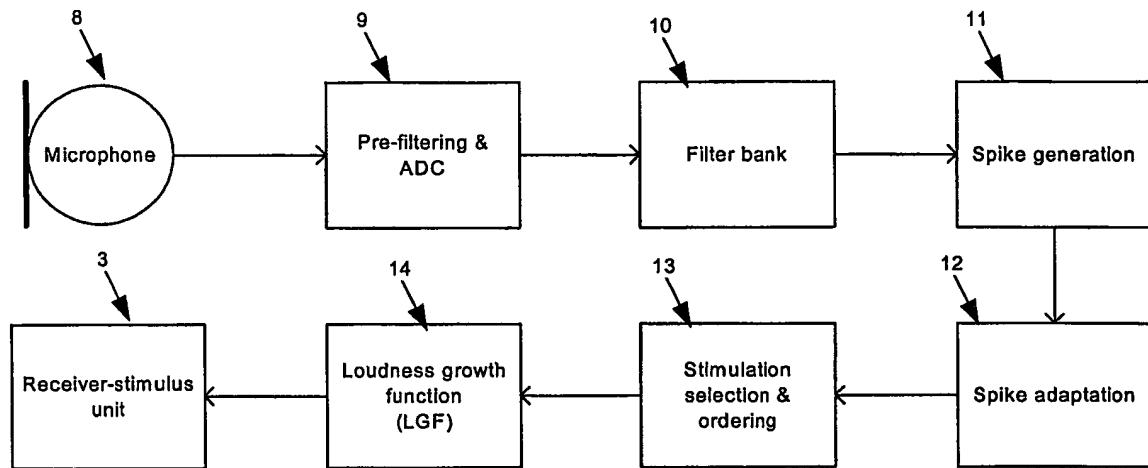 8
9
10
11
Microphone
Pre-filtering &
ADC
Filter bank
Spike generation
3
14
13
12
Receiver-stimulus
unit
Loudness growth
function
(LGF)
Stimulation
selection &
ordering
Spike adaptation